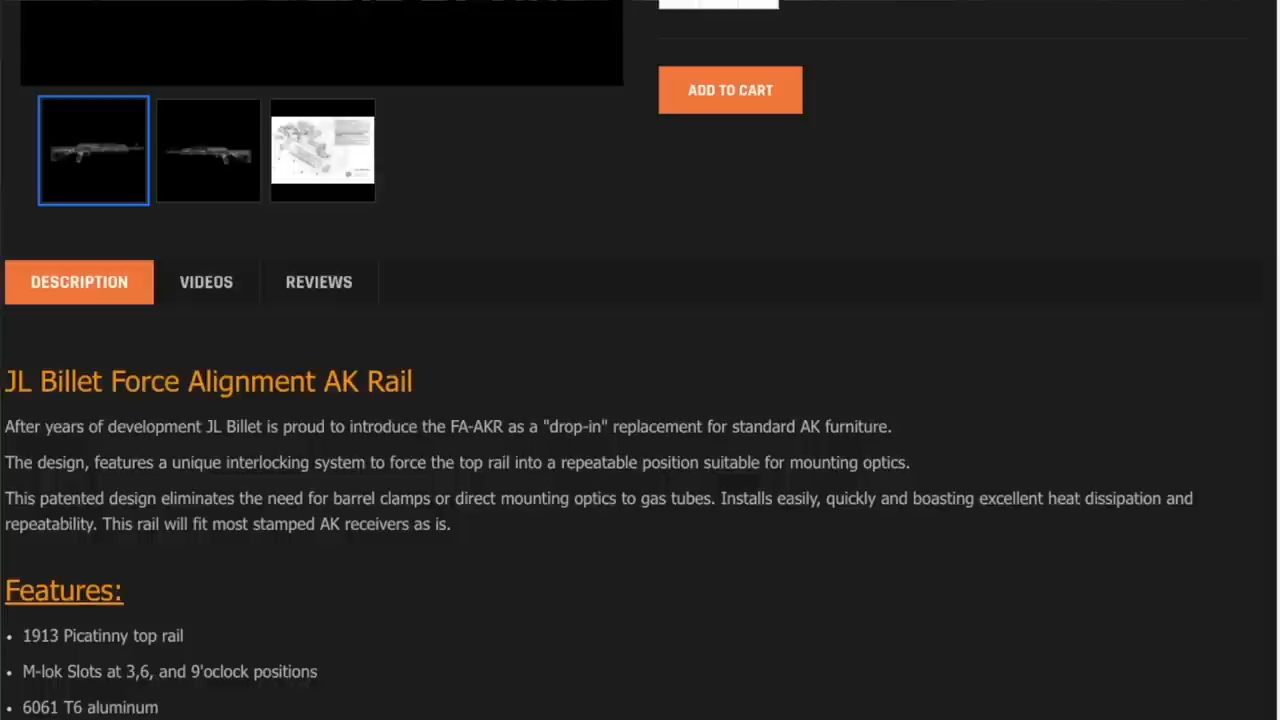 ADD TO CART
DESCRIPTION
VIDEOS
REVIEWS
JL Billet Force Alignment AK Rail
After years of development JL Billet is proud to introduce the FA-AKR as a "drop-in" replacement for standard AK furniture.
The design, features a unique interlocking system to force the top rail into a repeatable position suitable for mounting optics.
This patented design eliminates the need for barrel clamps or direct mounting optics to gas tubes. Installs easily, quickly and boasting excellent heat dissipation and
repeatability. This rail will fit most stamped AK receivers as is.
Features:
• 1913 Picatinny top rail
• M-lok Slots at 3,6, and 9'oclock positions
• 6061 T6 aluminum